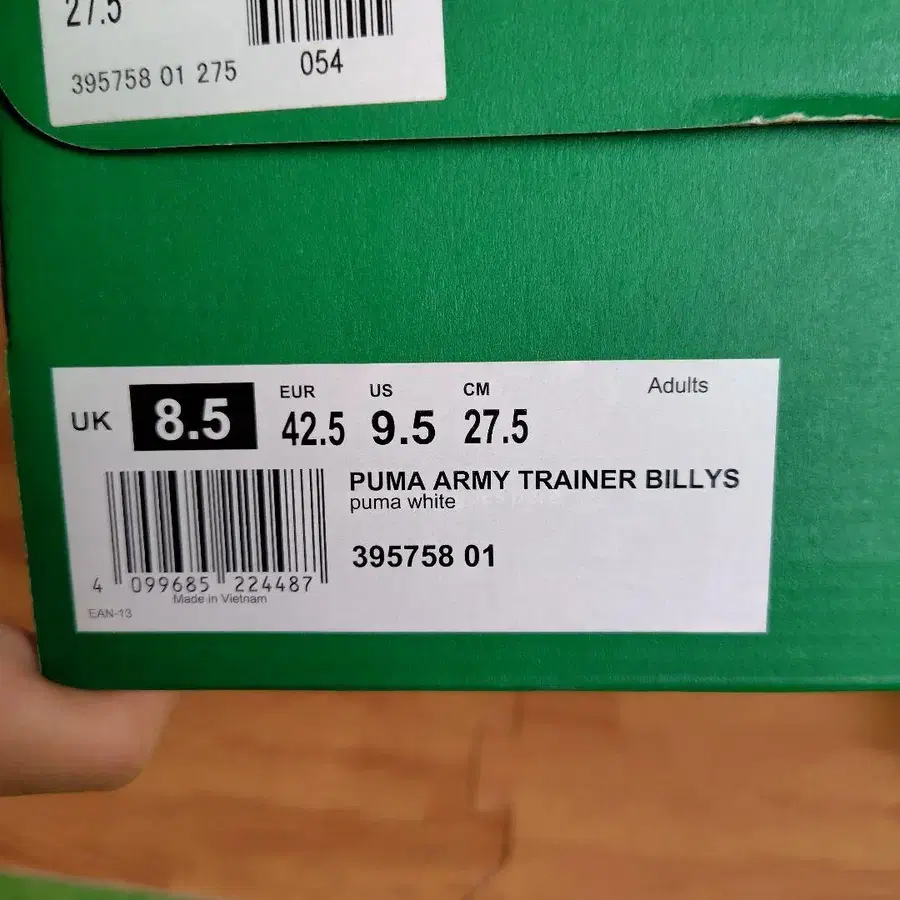 27.5
395758 01 275
054
Adults
EUR US CM
UK 8.5 42.5 9.5 27.5
PUMA ARMY TRAINER BILLYS
puma white
395758 01
4 099685 224487
Made in Vietnam
EAN-13